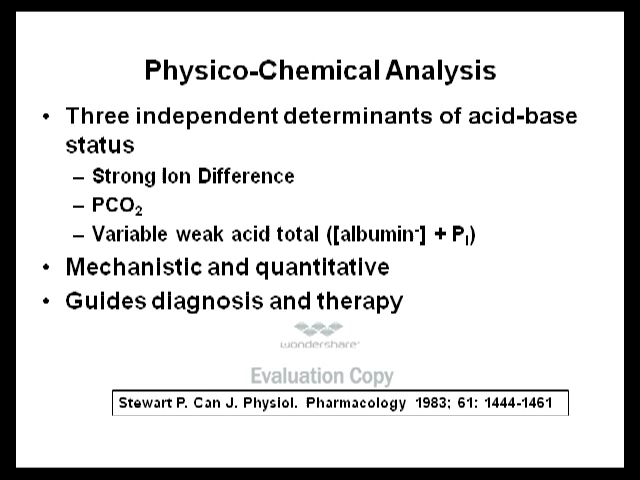 Physico-Chemical Analysis
• Three independent determinants of acid-base
status
– Strong Ion Difference
– PCO₂
– Variable weak acid total ([albumin⁻] + Pᵢ)
• Mechanistic and quantitative
• Guides diagnosis and therapy
wondershare™
Evaluation Copy
Stewart P. Can J. Physiol. Pharmacology 1983; 61: 1444-1461